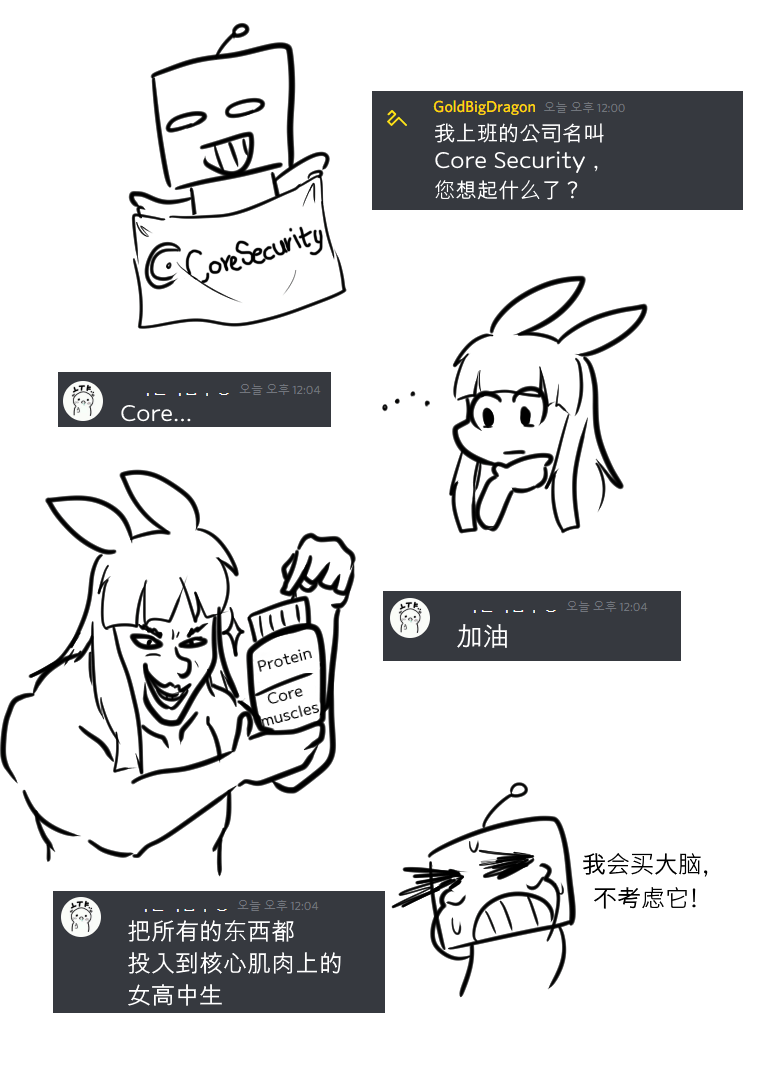 GoldBigDragon 오늘 오후 12:00
我上班的公司名叫
Core Security ,
您想起什么了？
CoreSecurity
오늘 오후 12:04
Core...
....
Protein
Core
muscles
LTF
오늘 오후 12:04
加油
我会买大脑,
不考虑它!
오늘 오후 12:04
把所有的东西都
投入到核心肌肉上的
女高中生